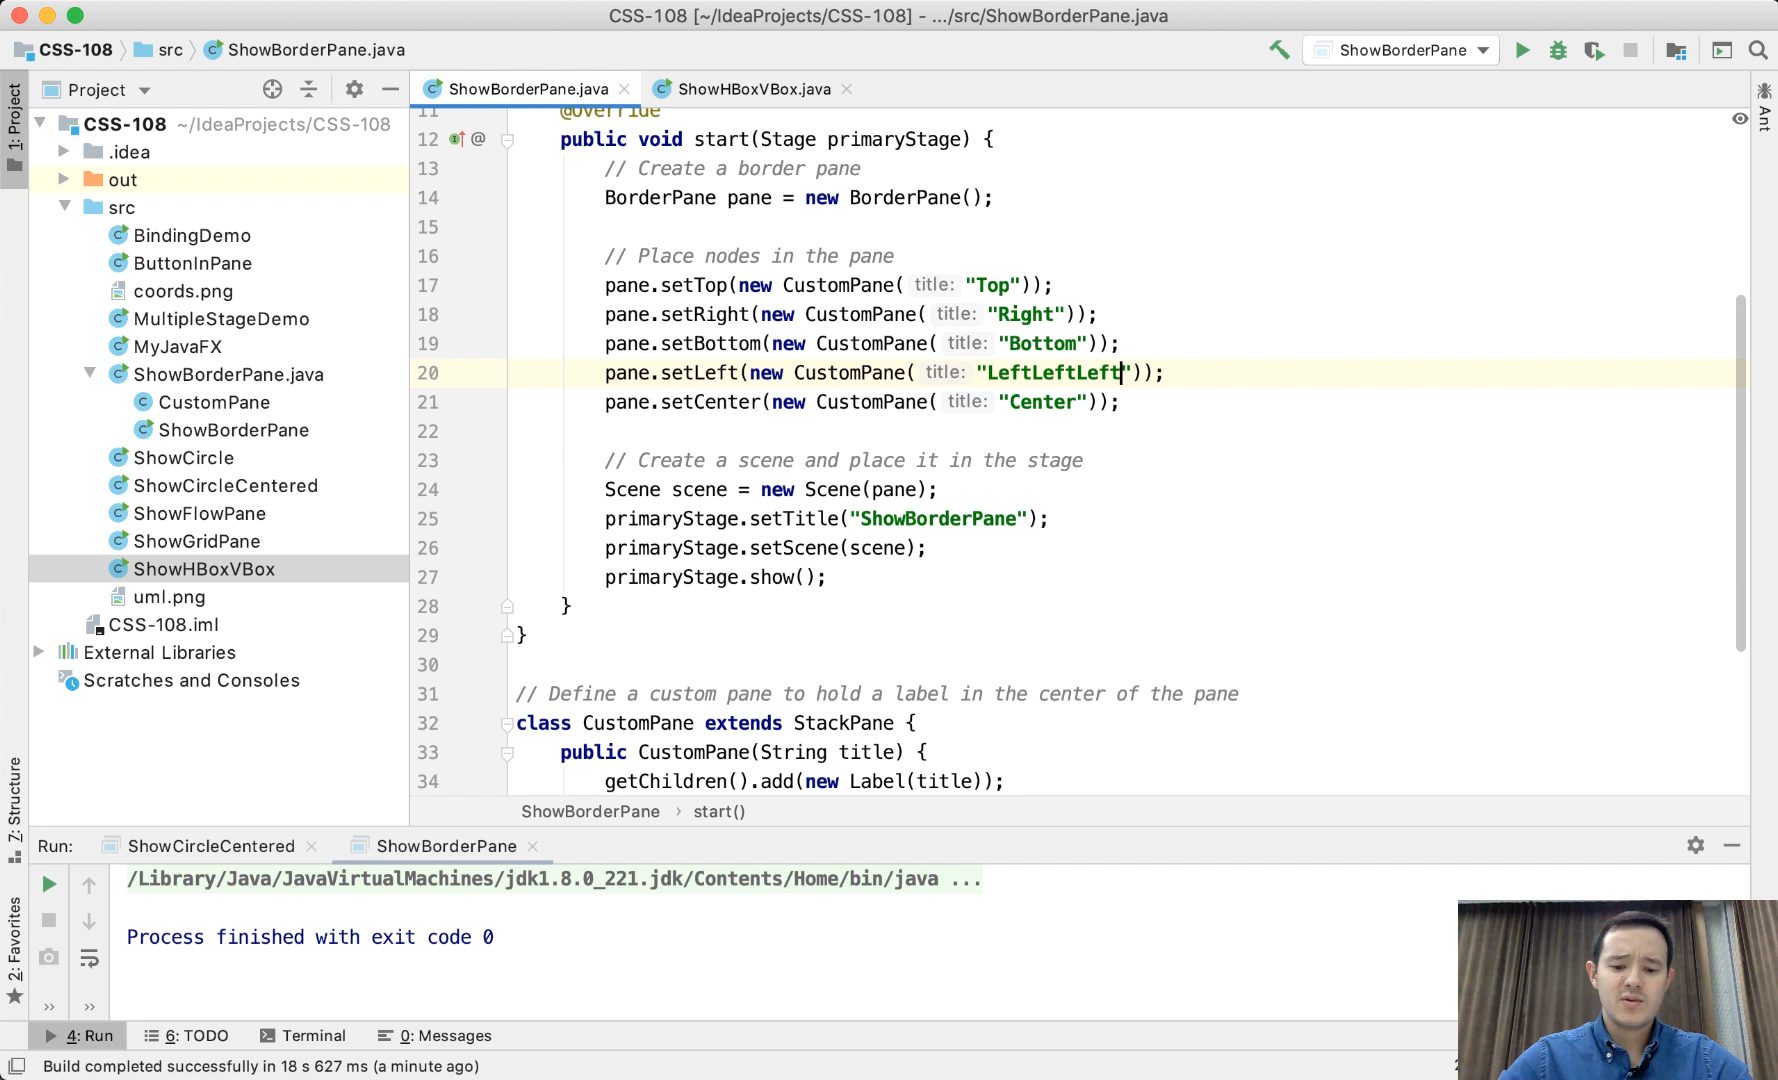 CSS-108 [~/IdeaProjects/CSS-108] - .../src/ShowBorderPane.java
CSS-108
src
ShowBorderPane.java
ShowBorderPane
1: Project
Project
CSS-108 ~/IdeaProjects/CSS-108
.idea
out
src
BindingDemo
ButtonInPane
coords.png
MultipleStageDemo
MyJavaFX
ShowBorderPane.java
CustomPane
ShowBorderPane
ShowCircle
ShowCircleCentered
ShowFlowPane
ShowGridPane
ShowHBoxVBox
uml.png
CSS-108.iml
External Libraries
Scratches and Consoles
ShowBorderPane.java
ShowHBoxVBox.java
Ant
11 @Override
12 @ public void start(Stage primaryStage) {
13 // Create a border pane
14 BorderPane pane = new BorderPane();
15
16 // Place nodes in the pane
17 pane.setTop(new CustomPane( title: "Top"));
18 pane.setRight(new CustomPane( title: "Right"));
19 pane.setBottom(new CustomPane( title: "Bottom"));
20 pane.setLeft(new CustomPane( title: "LeftLeftLeft"));
21 pane.setCenter(new CustomPane( title: "Center"));
22
23 // Create a scene and place it in the stage
24 Scene scene = new Scene(pane);
25 primaryStage.setTitle("ShowBorderPane");
26 primaryStage.setScene(scene);
27 primaryStage.show();
28 }
29 }
30
31 // Define a custom pane to hold a label in the center of the pane
32 class CustomPane extends StackPane {
33 public CustomPane(String title) {
34 getChildren().add(new Label(title));
ShowBorderPane › start()
7: Structure
2: Favorites
Run:
ShowCircleCentered
ShowBorderPane
/Library/Java/JavaVirtualMachines/jdk1.8.0_221.jdk/Contents/Home/bin/java ...
Process finished with exit code 0
4: Run
6: TODO
Terminal
0: Messages
Build completed successfully in 18 s 627 ms (a minute ago)